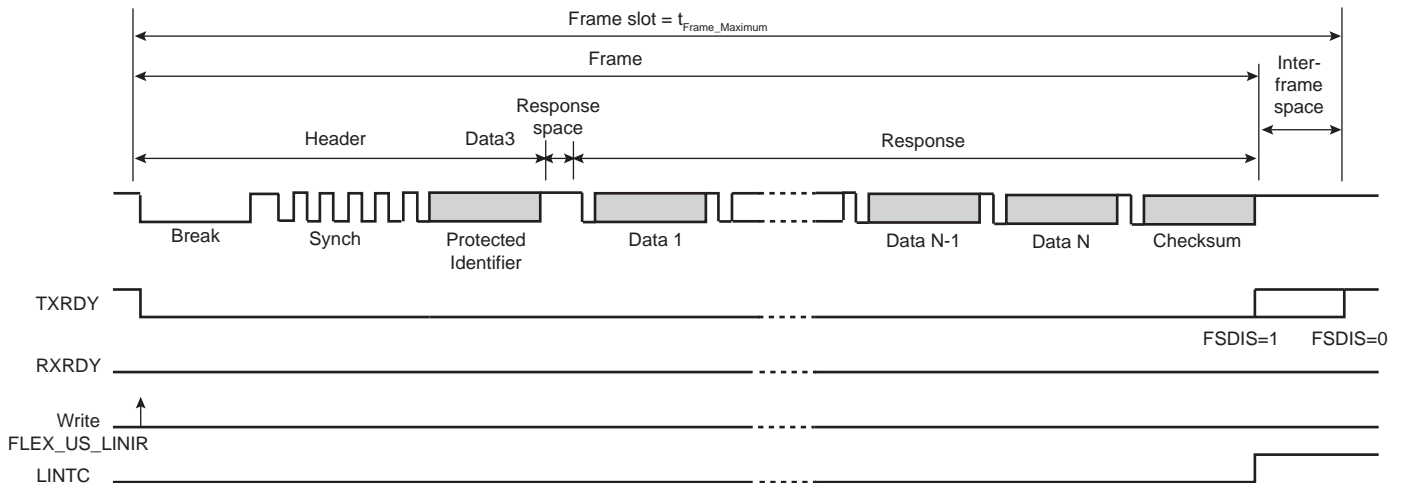 Frame slot = tFrame_Maximum
Frame
Inter-
frame
space
Response
space
Header
Data3
Response
Break
Synch
Protected
Identifier
Data 1
Data N-1
Data N
Checksum
TXRDY
FSDIS=1
FSDIS=0
RXRDY
Write
FLEX_US_LINIR
LINTC